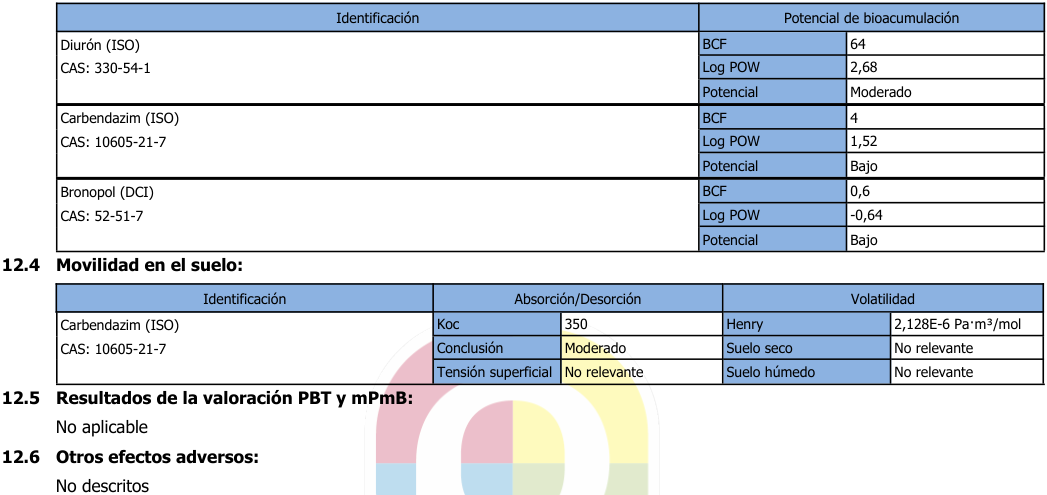 Identificación Potencial de bioacumulación
Diurón (ISO) BCF 64
CAS: 330-54-1 Log POW 2,68
Potencial Moderado
Carbendazim (ISO) BCF 4
CAS: 10605-21-7 Log POW 1,52
Potencial Bajo
Bronopol (DCI) BCF 0,6
CAS: 52-51-7 Log POW -0,64
Potencial Bajo
12.4 Movilidad en el suelo:
Identificación Absorción/Desorción Volatilidad
Carbendazim (ISO) Koc 350 Henry 2,128E-6 Pa·m³/mol
CAS: 10605-21-7 Conclusión Moderado Suelo seco No relevante
Tensión superficial No relevante Suelo húmedo No relevante
12.5 Resultados de la valoración PBT y mPmB:
No aplicable
12.6 Otros efectos adversos:
No descritos